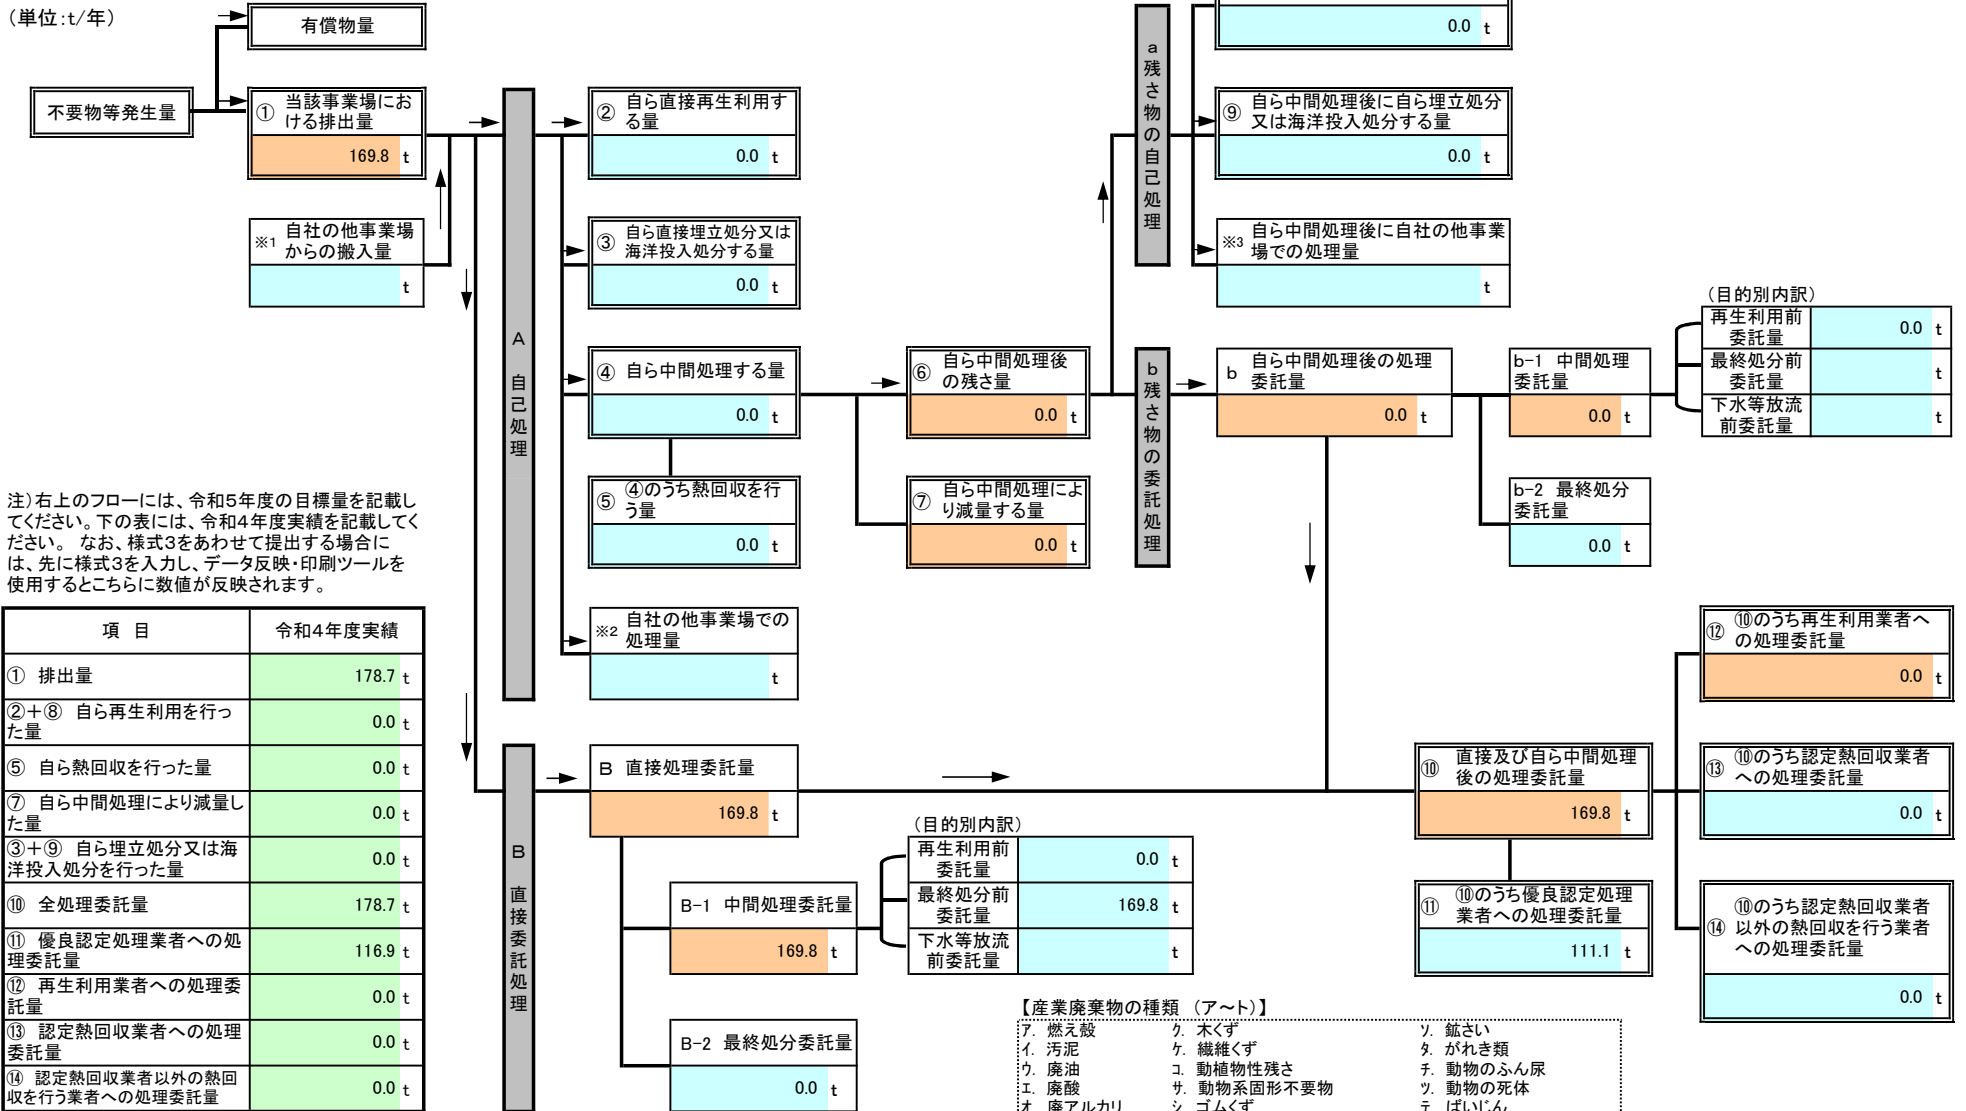 （単位：t/年）
有償物量
不要物等発生量
① 当該事業場にお
ける排出量
169.8 t
※1 自社の他事業場
からの搬入量
t
A 自己処理
② 自ら直接再生利用す
る量
0.0 t
③ 自ら直接埋立処分又は
海洋投入処分する量
0.0 t
④ 自ら中間処理する量
0.0 t
⑤ ④のうち熱回収を行
う量
0.0 t
※2 自社の他事業場での
処理量
t
⑥ 自ら中間処理後
の残さ量
0.0 t
⑦ 自ら中間処理によ
り減量する量
0.0 t
a 残さ物の自己処理
0.0 t
⑨ 自ら中間処理後に自ら埋立処分
又は海洋投入処分する量
0.0 t
※3 自ら中間処理後に自社の他事業
場での処理量
t
b 残さ物の委託処理
b 自ら中間処理後の処理
委託量
0.0 t
b-1 中間処理
委託量
0.0 t
b-2 最終処分
委託量
0.0 t
（目的別内訳）
再生利用前
委託量
0.0 t
最終処分前
委託量
t
下水等放流
前委託量
t
注）右上のフローには、令和５年度の目標量を記載し
てください。下の表には、令和４年度実績を記載してく
ださい。 なお、様式３をあわせて提出する場合に
は、先に様式３を入力し、データ反映・印刷ツールを
使用するとこちらに数値が反映されます。
項 目 令和４年度実績
① 排出量 178.7 t
②＋⑧ 自ら再生利用を行っ
た量 0.0 t
⑤ 自ら熱回収を行った量 0.0 t
⑦ 自ら中間処理により減量し
た量 0.0 t
③＋⑨ 自ら埋立処分又は海
洋投入処分を行った量 0.0 t
⑩ 全処理委託量 178.7 t
⑪ 優良認定処理業者への処
理委託量 116.9 t
⑫ 再生利用業者への処理委
託量 0.0 t
⑬ 認定熱回収業者への処理
委託量 0.0 t
⑭ 認定熱回収業者以外の熱回
収を行う業者への処理委託量 0.0 t
B 直接委託処理
B 直接処理委託量
169.8 t
B-1 中間処理委託量
169.8 t
B-2 最終処分委託量
0.0 t
（目的別内訳）
再生利用前
委託量
0.0 t
最終処分前
委託量
169.8 t
下水等放流
前委託量
t
⑩ 直接及び自ら中間処理
後の処理委託量
169.8 t
⑪ ⑩のうち優良認定処理
業者への処理委託量
111.1 t
⑫ ⑩のうち再生利用業者へ
の処理委託量
0.0 t
⑬ ⑩のうち認定熱回収業者
への処理委託量
0.0 t
⑭ ⑩のうち認定熱回収業者
以外の熱回収を行う業者
への処理委託量
0.0 t
【産業廃棄物の種類 （ア～ト）】
ア. 燃え殻 ク. 木くず ソ. 鉱さい
イ. 汚泥 ケ. 繊維くず タ. がれき類
ウ. 廃油 コ. 動植物性残さ チ. 動物のふん尿
エ. 廃酸 サ. 動物系固形不要物 ツ. 動物の死体
オ. 廃アルカリ シ. ゴムくず テ. ばいじん